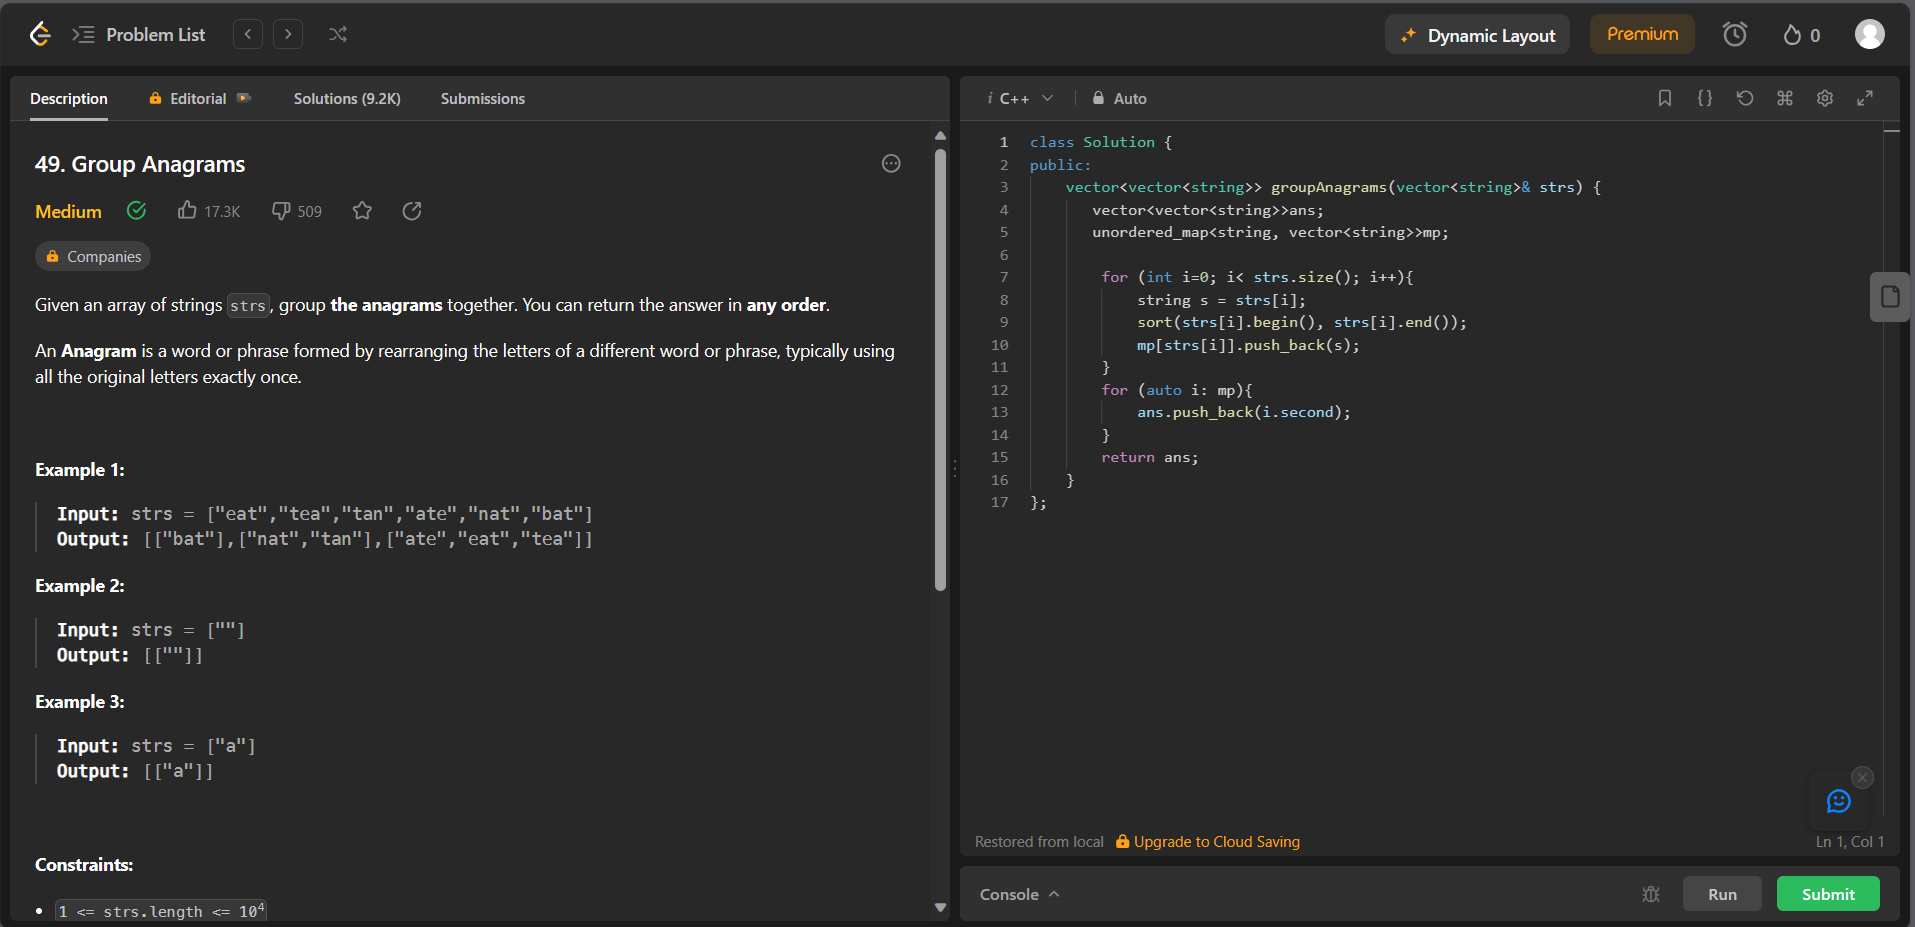 Problem List
Dynamic Layout
Premium
0
Description
Editorial
Solutions (9.2K)
Submissions
49. Group Anagrams
Medium
17.3K
509
Companies
Given an array of strings strs, group the anagrams together. You can return the answer in any order.
An Anagram is a word or phrase formed by rearranging the letters of a different word or phrase, typically using
all the original letters exactly once.
Example 1:
Input: strs = ["eat","tea","tan","ate","nat","bat"]
Output: [["bat"],["nat","tan"],["ate","eat","tea"]]
Example 2:
Input: strs = [""]
Output: [[""]]
Example 3:
Input: strs = ["a"]
Output: [["a"]]
Constraints:
1 <= strs.length <= 10⁴
i C++
Auto
1 class Solution {
2 public:
3 vector<vector<string>> groupAnagrams(vector<string>& strs) {
4 vector<vector<string>>ans;
5 unordered_map<string, vector<string>>mp;
6
7 for (int i=0; i< strs.size(); i++){
8 string s = strs[i];
9 sort(strs[i].begin(), strs[i].end());
10 mp[strs[i]].push_back(s);
11 }
12 for (auto i: mp){
13 ans.push_back(i.second);
14 }
15 return ans;
16 }
17 };
Restored from local
Upgrade to Cloud Saving
Ln 1, Col 1
Console
Run
Submit